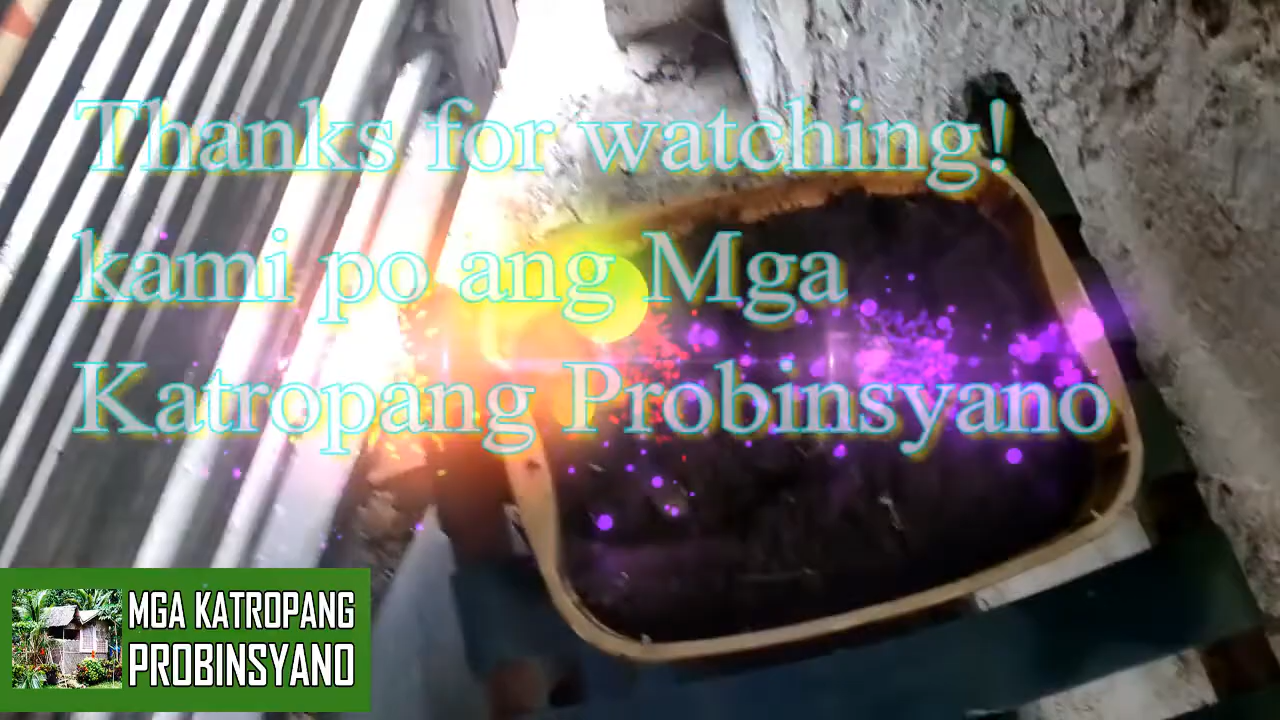 Thanks for watching!
kami po ang Mga
Katropang Probinsyano
MGA KATROPANG
PROBINSYANO